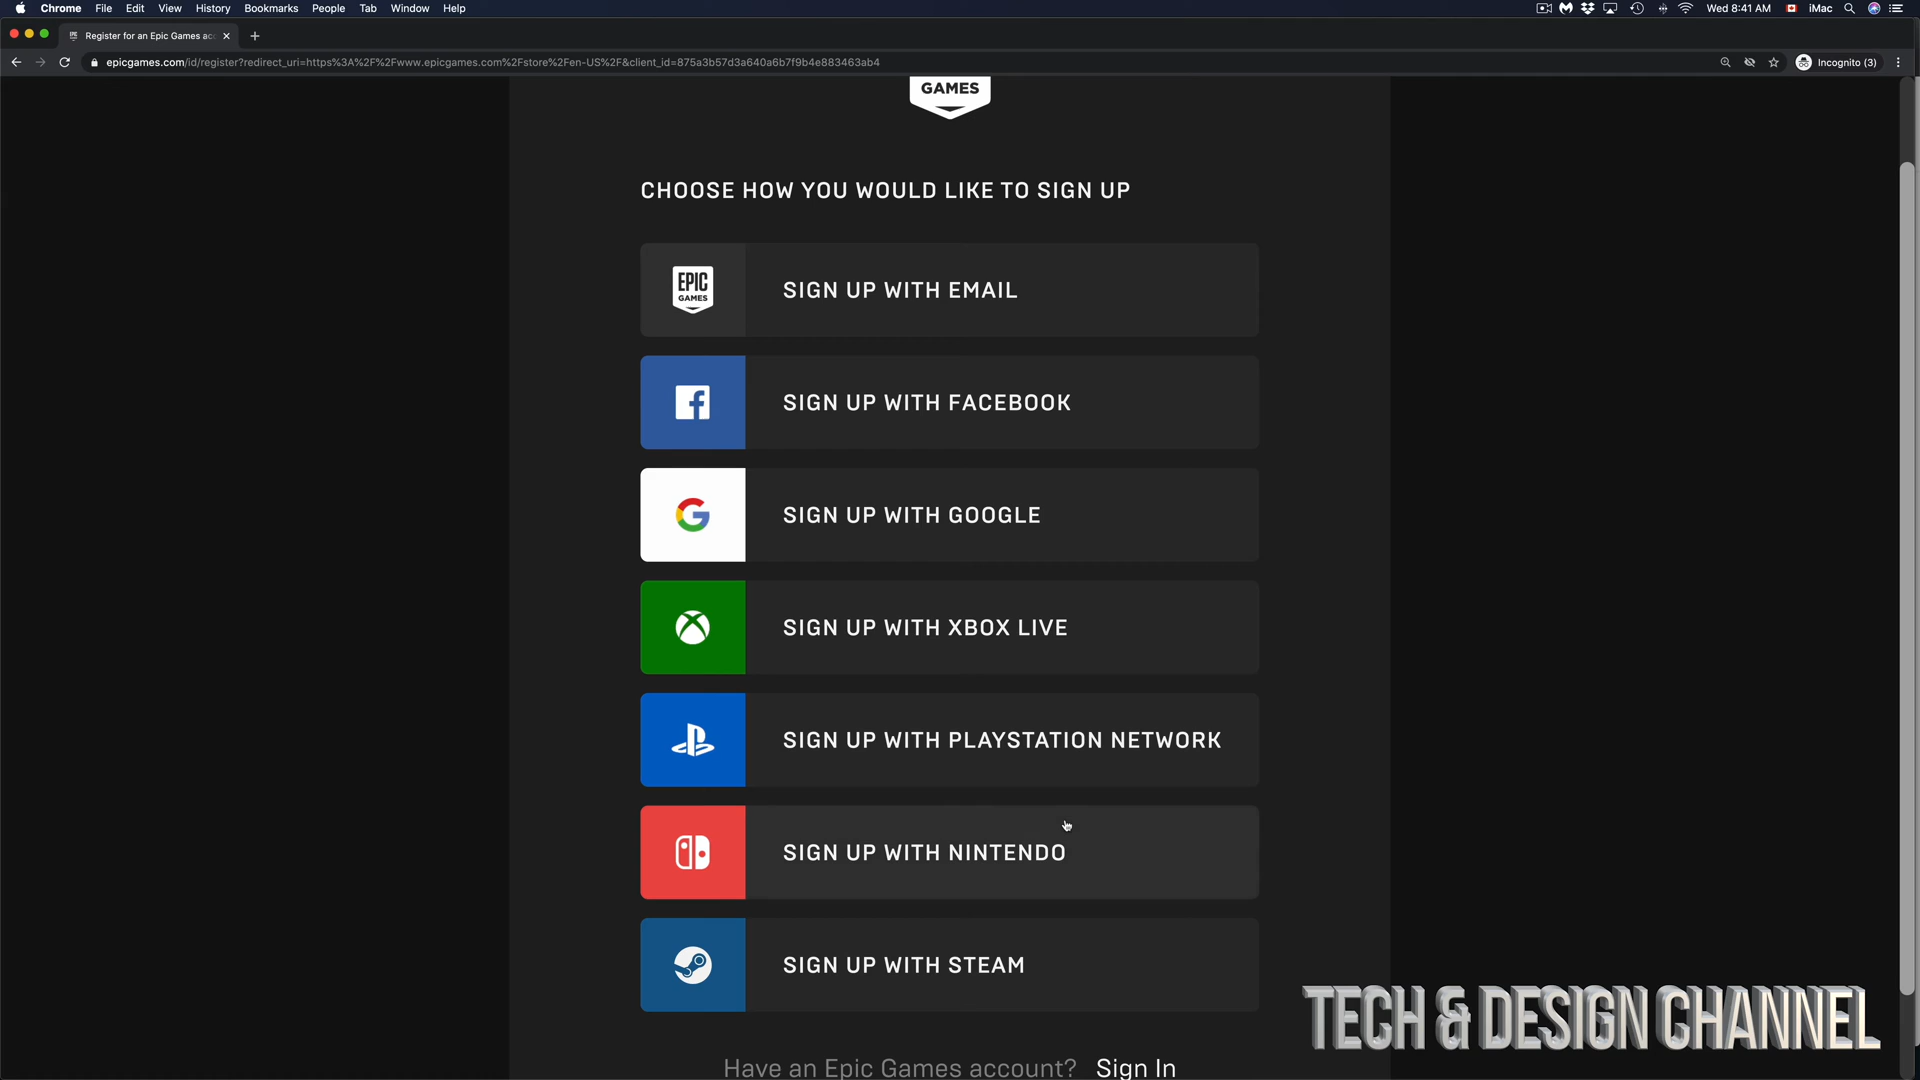 Chrome File Edit View History Bookmarks People Tab Window Help
Wed 8:41 AM iMac
Register for an Epic Games acc
epicgames.com/id/register?redirect_uri=https%3A%2F%2Fwww.epicgames.com%2Fstore%2Fen-US%2F&client_id=875a3b57d3a640a6b7f9b4e883463ab4
Incognito (3)
GAMES
CHOOSE HOW YOU WOULD LIKE TO SIGN UP
EPIC
GAMES
SIGN UP WITH EMAIL
SIGN UP WITH FACEBOOK
SIGN UP WITH GOOGLE
SIGN UP WITH XBOX LIVE
SIGN UP WITH PLAYSTATION NETWORK
SIGN UP WITH NINTENDO
SIGN UP WITH STEAM
Have an Epic Games account? Sign In
TECH & DESIGN CHANNEL